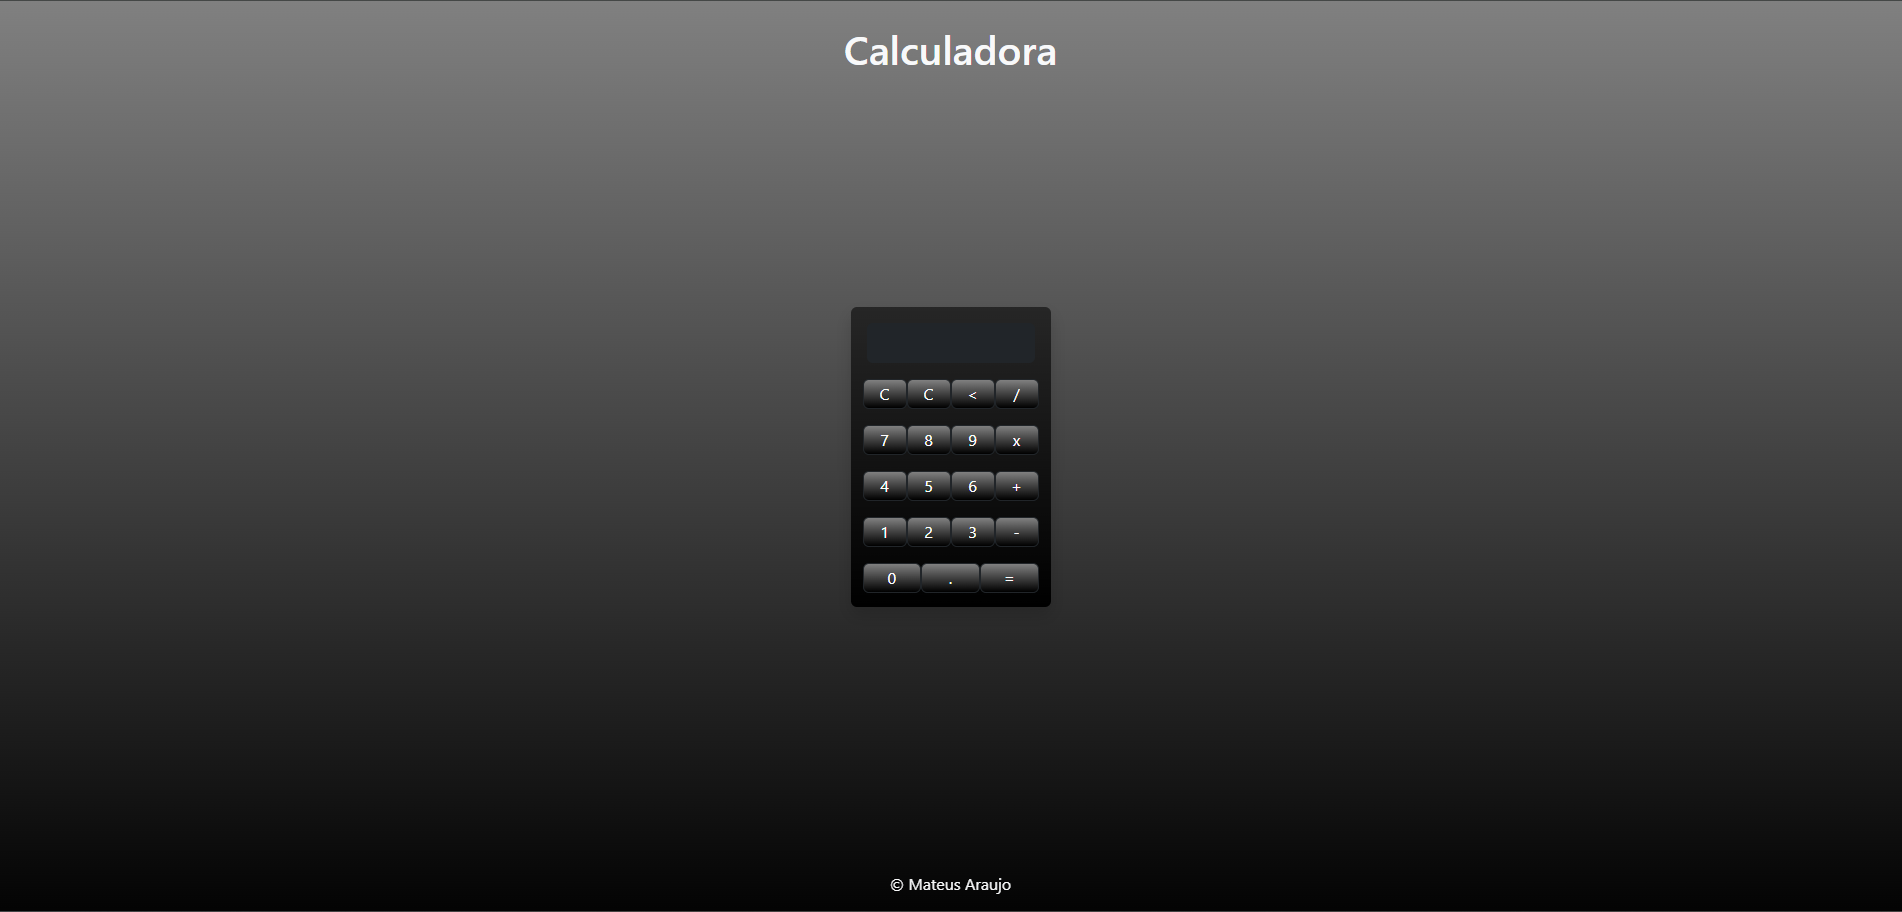 Calculadora
C C < /
7 8 9 x
4 5 6 +
1 2 3 -
0 . =
© Mateus Araujo